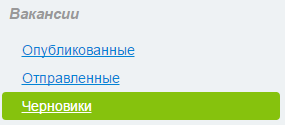 Вакансии
Опубликованные
Отправленные
Черновики